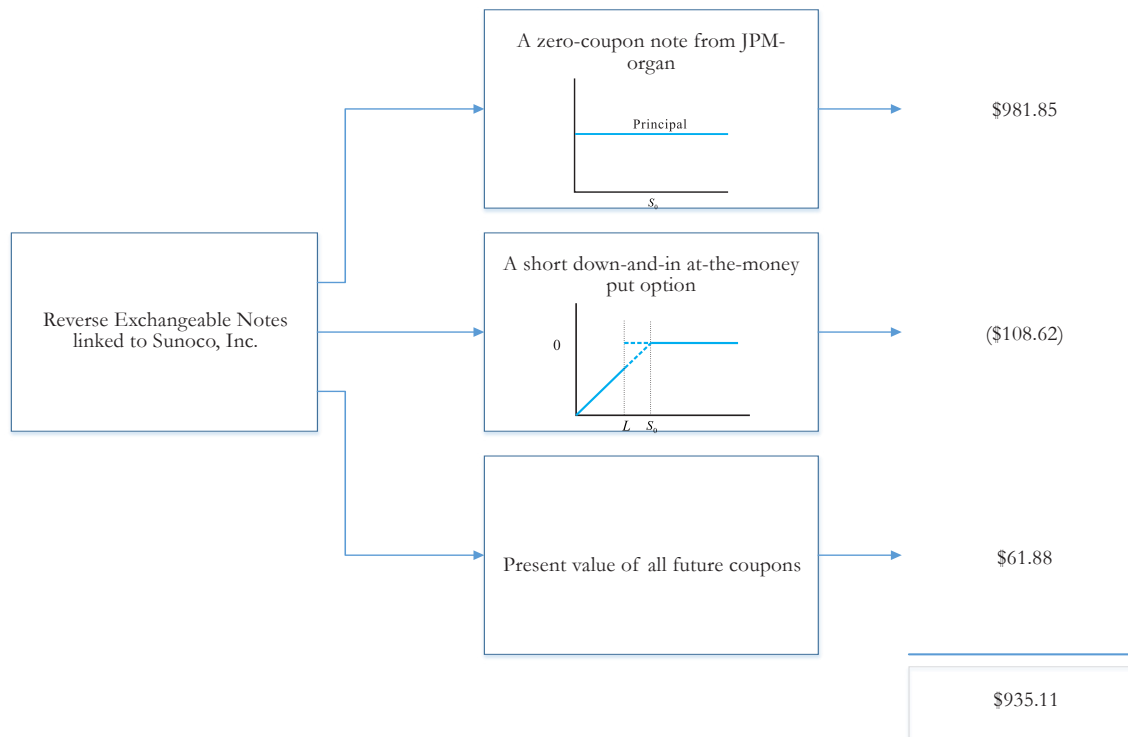 A zero-coupon note from JPM-
organ
Principal
S₀
$981.85
Reverse Exchangeable Notes
linked to Sunoco, Inc.
A short down-and-in at-the-money
put option
0
L S₀
($108.62)
Present value of all future coupons
$61.88
$935.11